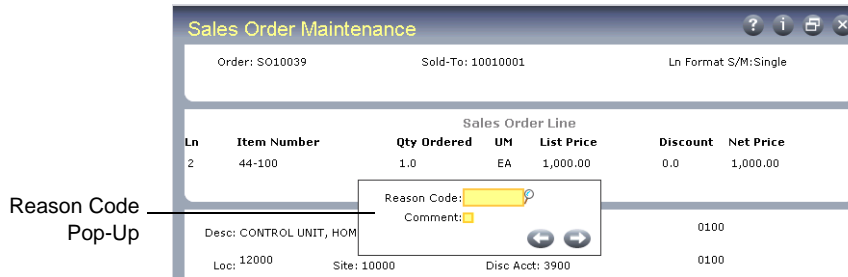 Sales Order Maintenance
Order: SO10039 Sold-To: 10010001 Ln Format S/M:Single
Sales Order Line
Ln Item Number Qty Ordered UM List Price Discount Net Price
2 44-100 1.0 EA 1,000.00 0.0 1,000.00
Reason Code:
Comment:
Reason Code
Pop-Up
Desc: CONTROL UNIT, HOM 0100
Loc: 12000 Site: 10000 Disc Acct: 3900 0100